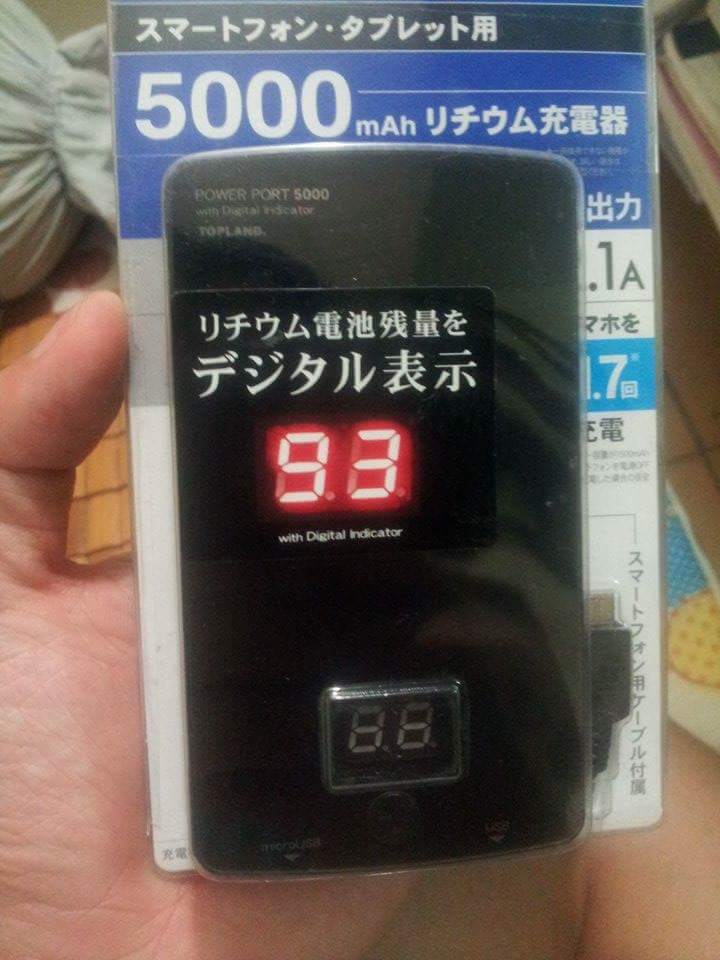 スマートフォン・タブレット用
5000mAh リチウム充電器
POWER PORT 5000
with Digital Indicator
TOPLAND.
出力
.1A
マホを
.7回
充電
リチウム電池残量を
デジタル表示
93
with Digital Indicator
スマートフォン用ケーブル付属
88
microUSB
USB
充電